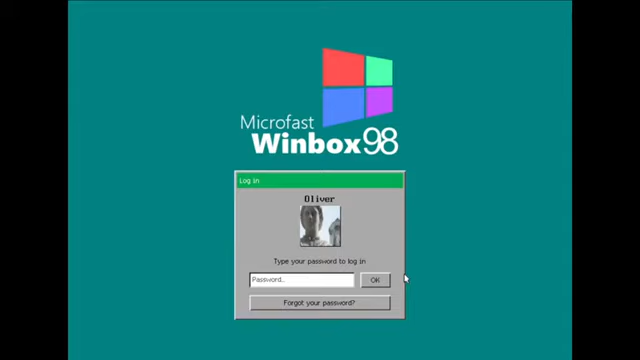 Microfast
Winbox98
Log in
Oliver
Type your password to log in
Password...
OK
Forgot your password?